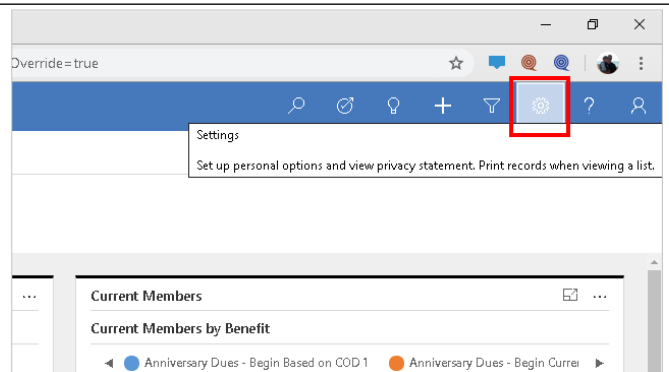 Override=true
Settings
Set up personal options and view privacy statement. Print records when viewing a list.
Current Members
Current Members by Benefit
Anniversary Dues - Begin Based on COD 1 Anniversary Dues - Begin Curre